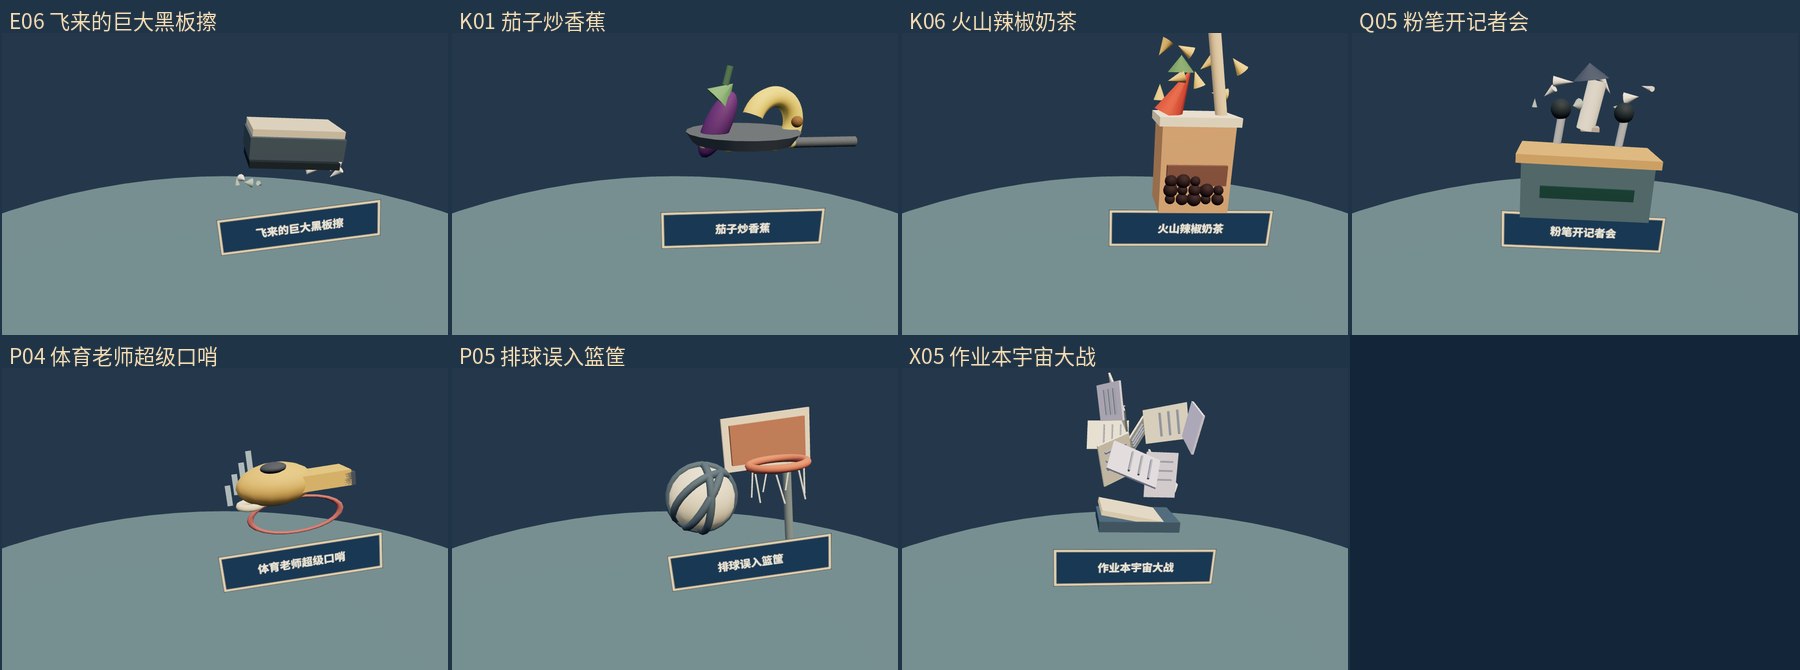 E06 飞来的巨大黑板擦
K01 茄子炒香蕉
K06 火山辣椒奶茶
Q05 粉笔开记者会
飞来的巨大黑板擦
茄子炒香蕉
火山辣椒奶茶
粉笔开记者会
P04 体育老师超级口哨
P05 排球误入篮筐
X05 作业本宇宙大战
体育老师超级口哨
排球误入篮筐
作业本宇宙大战